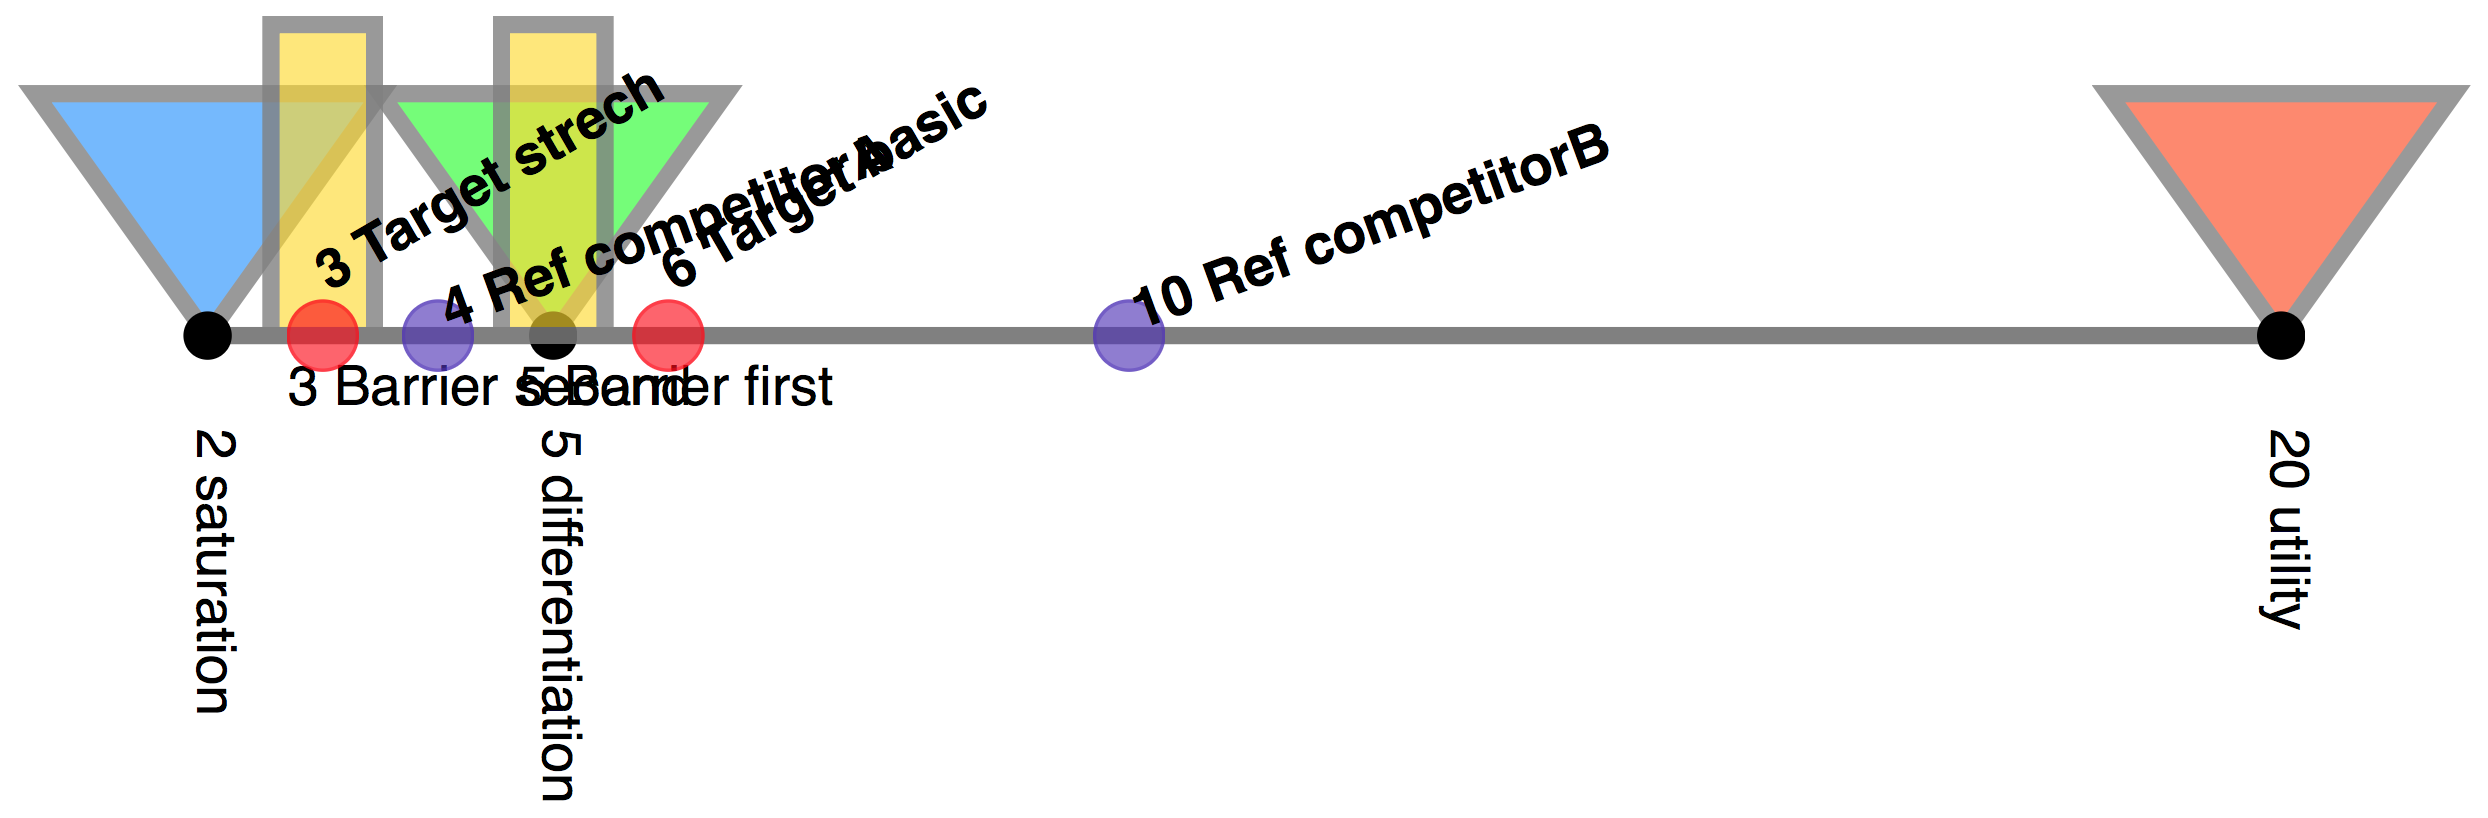 3 Target strech
4 Ref competitorA
6 Target basic
10 Ref competitorB
3 Barrier second
5 Barrier first
2 saturation
5 differentiation
20 utility